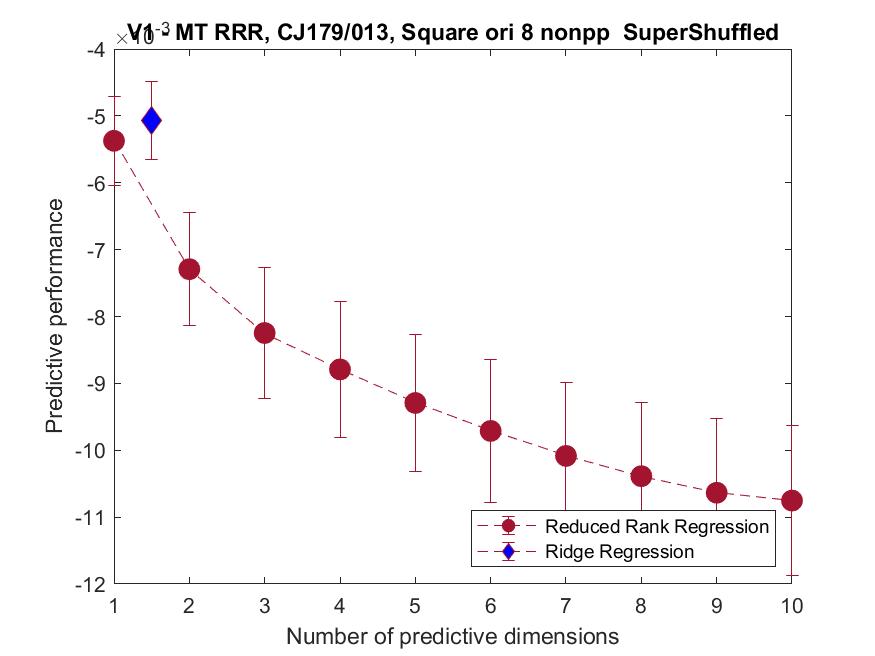 V1 - MT RRR, CJ179/013, Square ori 8 nonpp  SuperShuffled
×10-3
-4
-5
-6
-7
-8
-9
-10
-11
-12
Predictive performance
1 2 3 4 5 6 7 8 9 10
Number of predictive dimensions
Reduced Rank Regression
Ridge Regression